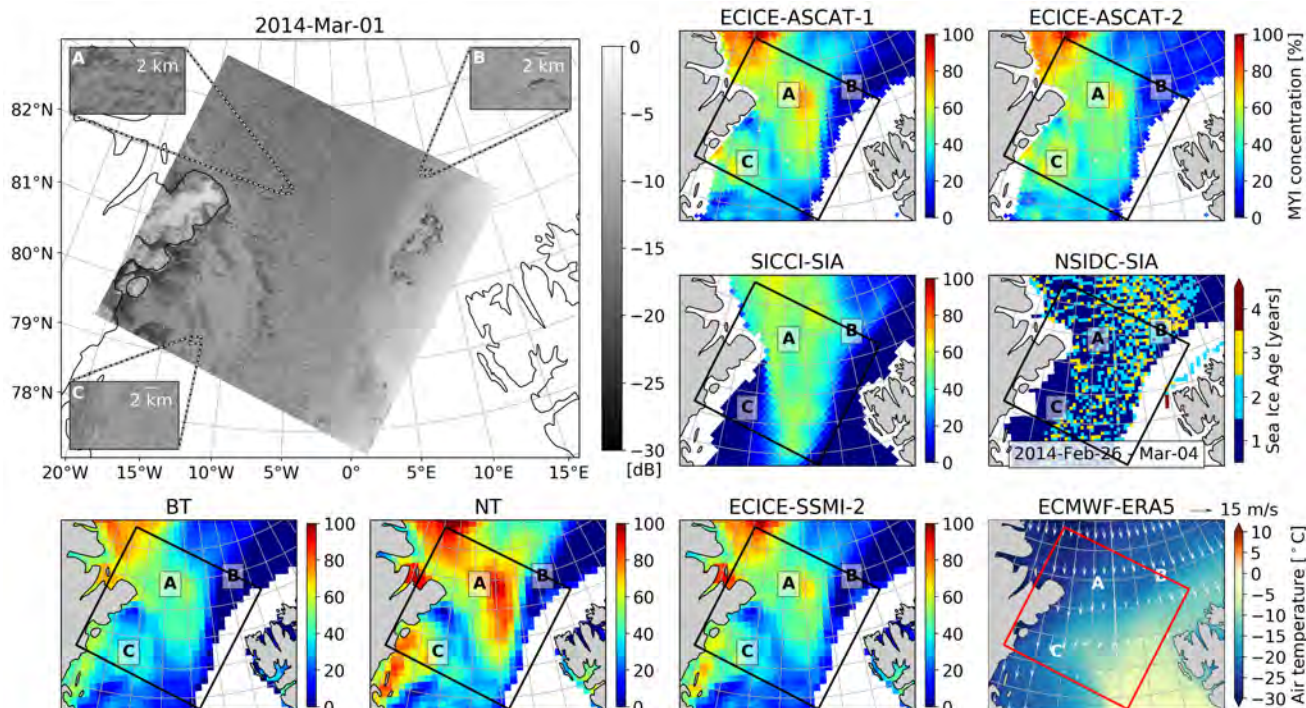 2014-Mar-01
A
2 km
B
2 km
C
2 km
82°N
81°N
80°N
79°N
78°N
20°W
15°W
10°W
5°W
0°
5°E
10°E
15°E
0
−5
−10
−15
−20
−25
−30
[dB]
ECICE-ASCAT-1
A
B
C
100
80
60
40
20
0
ECICE-ASCAT-2
A
B
C
100
80
60
40
20
0
MYI concentration [%]
SICCI-SIA
A
B
C
100
80
60
40
20
0
NSIDC-SIA
A
B
C
2014-Feb-26 - Mar-04
4
3
2
1
Sea Ice Age [years]
BT
A
B
C
100
80
60
40
20
0
NT
A
B
C
100
80
60
40
20
0
ECICE-SSMI-2
A
B
C
100
80
60
40
20
0
ECMWF-ERA5
15 m/s
A
B
C
10
5
0
−5
−10
−15
−20
−25
−30
Air temperature [°C]